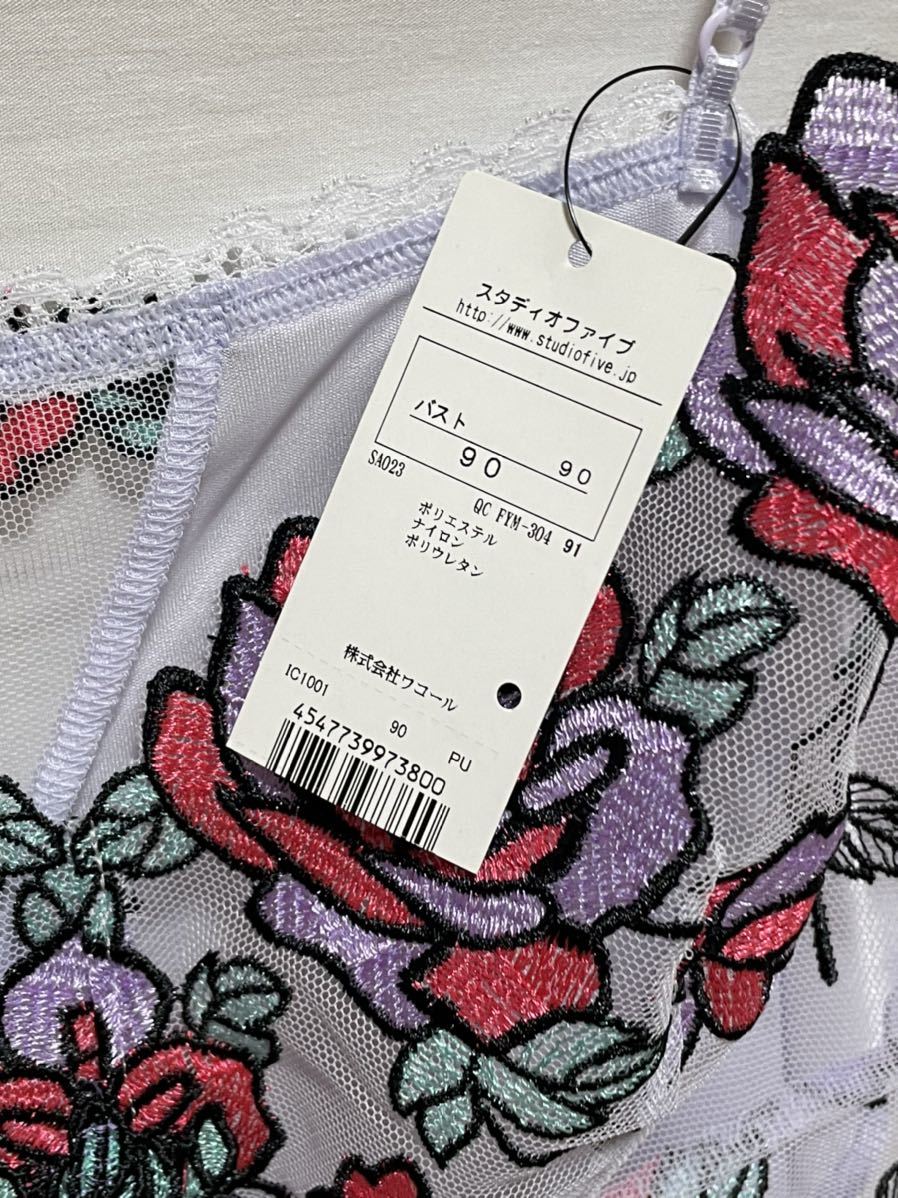 スタディオファイブ
http://www.studiofive.jp
バスト
90 90
SA023 QC FYM-304 91
ポリエステル
ナイロン
ポリウレタン
株式会社ワコール
IC1001 90 PU
4547739973800